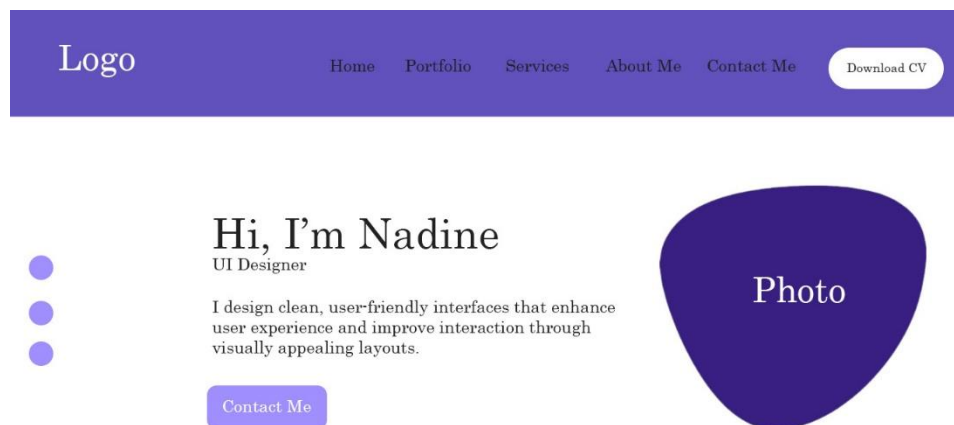 Logo
Home Portfolio Services About Me Contact Me Download CV
Hi, I’m Nadine
UI Designer
I design clean, user-friendly interfaces that enhance
user experience and improve interaction through
visually appealing layouts.
Photo
Contact Me